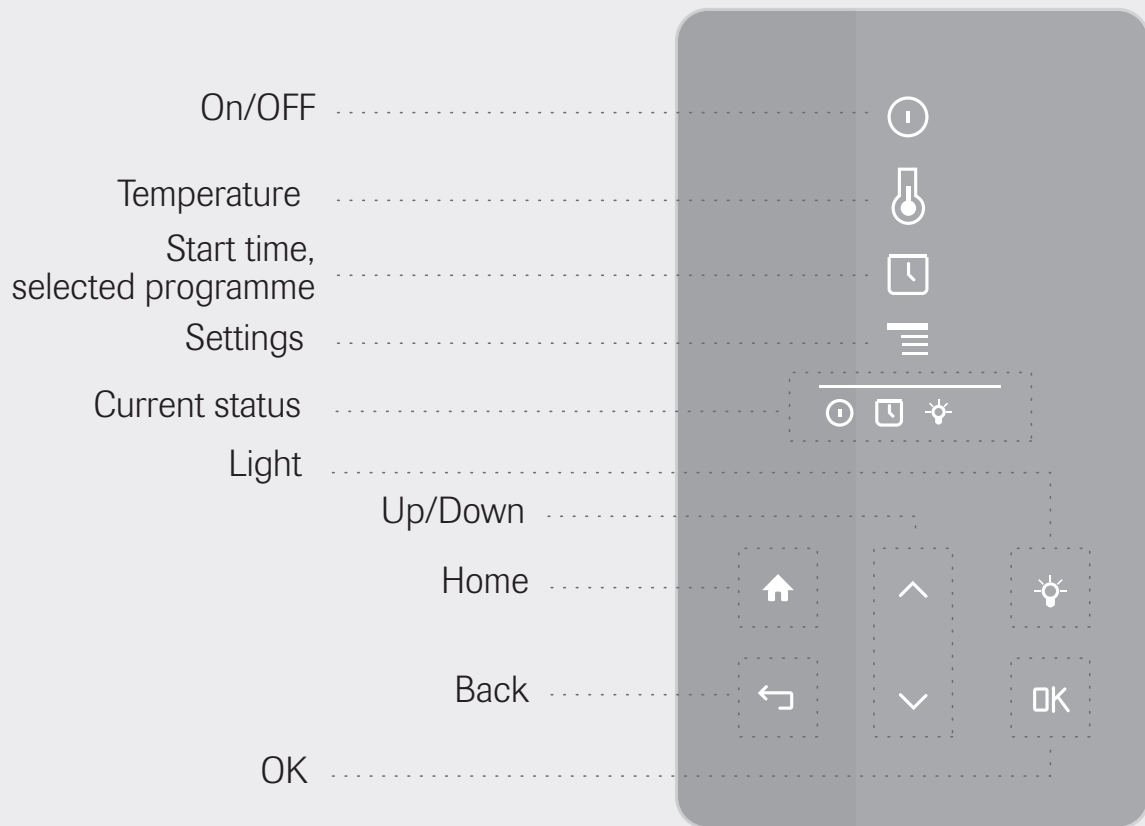 On/OFF
Temperature
Start time,
selected programme
Settings
Current status
Light
Up/Down
Home
Back
OK
OK